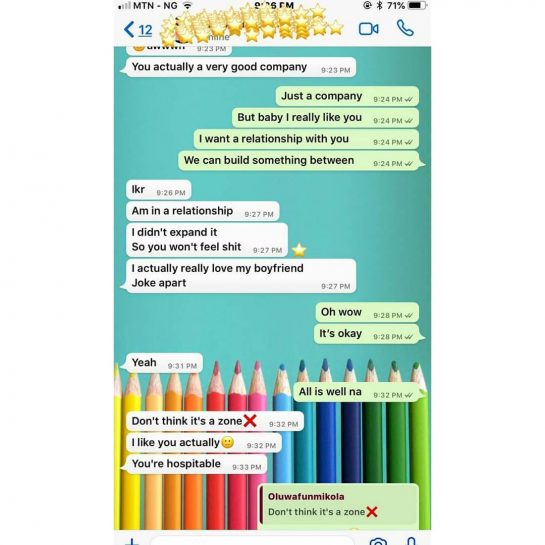 MTN - NG
71%
12
9:23 PM
You actually a very good company 9:23 PM
Just a company 9:24 PM
But baby I really like you 9:24 PM
I want a relationship with you 9:24 PM
We can build something between 9:24 PM
Ikr 9:26 PM
Am in a relationship 9:27 PM
I didn't expand it
So you won't feel shit 9:27 PM
I actually really love my boyfriend
Joke apart 9:27 PM
Oh wow 9:28 PM
It's okay 9:28 PM
Yeah 9:31 PM
All is well na 9:32 PM
Don't think it's a zone❌ 9:32 PM
I like you actually 9:32 PM
You're hospitable 9:33 PM
Oluwafunmikola
Don't think it's a zone❌